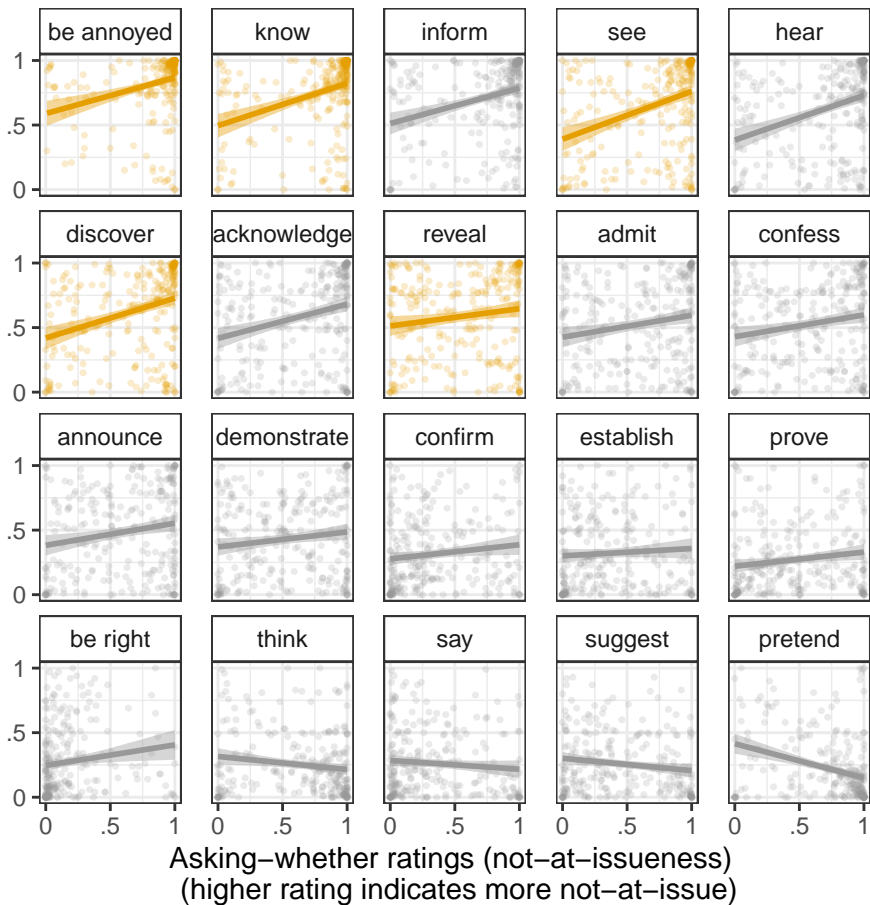 be annoyed know inform see hear
1
.5
0
discover acknowledge reveal admit confess
1
.5
0
announce demonstrate confirm establish prove
1
.5
0
be right think say suggest pretend
1
.5
0
0 .5 1 0 .5 1 0 .5 1 0 .5 1 0 .5 1
Asking−whether ratings (not−at−issueness)
(higher rating indicates more not−at−issue)